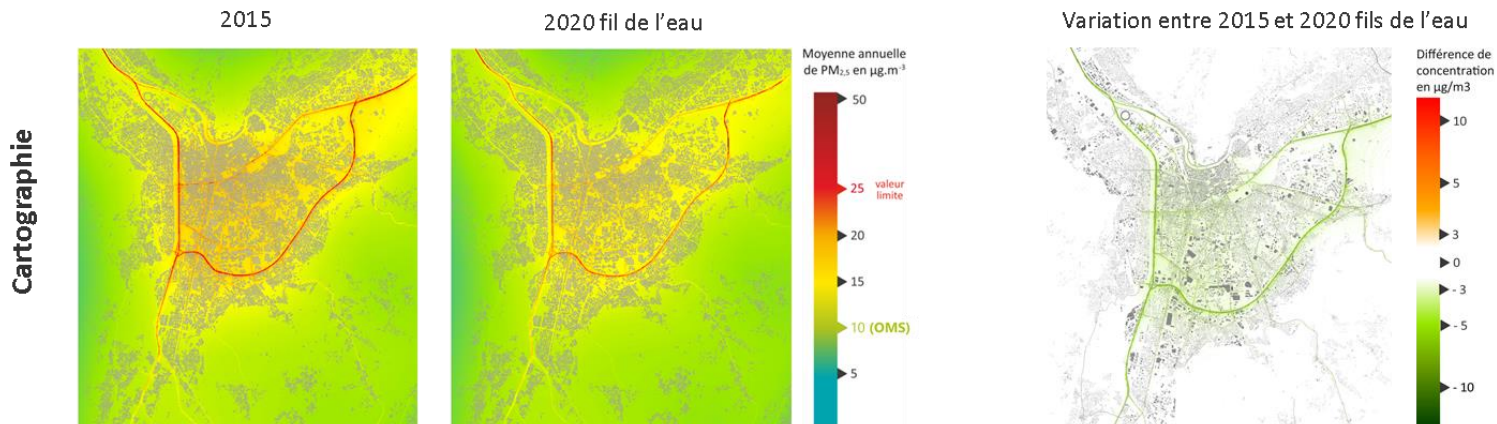 2015
2020 fil de l'eau
Variation entre 2015 et 2020 fils de l'eau
Cartographie
Moyenne annuelle
de PM2,5 en µg.m⁻³
50
25 valeur
limite
20
15
10 (OMS)
5
Différence de
concentration
en µg/m3
10
5
3
0
- 3
- 5
- 10